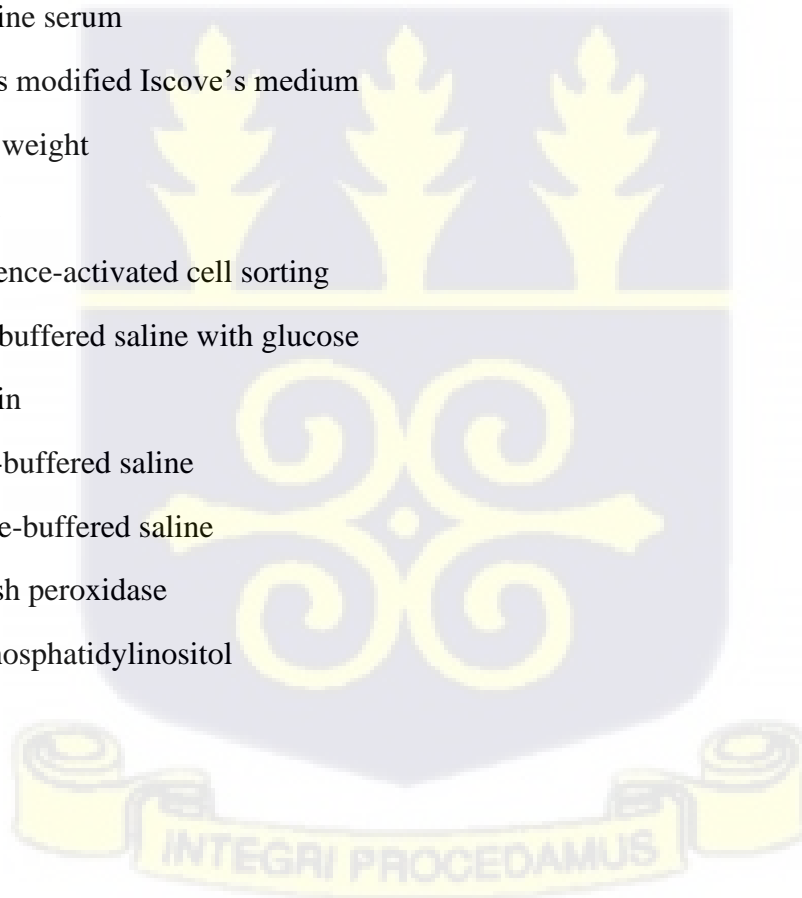 ine serum
s modified Iscove's medium
weight
ence-activated cell sorting
buffered saline with glucose
in
-buffered saline
e-buffered saline
sh peroxidase
nosphatidylinositol
INTEGRI PROCEDAMUS